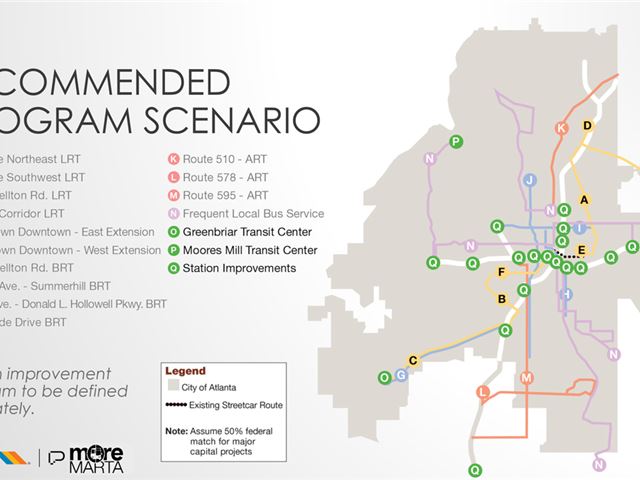 COMMENDED
OGRAM SCENARIO
e Northeast LRT
e Southwest LRT
ellton Rd. LRT
Corridor LRT
wn Downtown - East Extension
wn Downtown - West Extension
ellton Rd. BRT
Ave. - Summerhill BRT
ve. - Donald L. Hollowell Pkwy. BRT
de Drive BRT
K Route 510 - ART
L Route 578 - ART
M Route 595 - ART
N Frequent Local Bus Service
O Greenbriar Transit Center
P Moores Mill Transit Center
Q Station Improvements
n improvement
am to be defined
ately.
Legend
City of Atlanta
Existing Streetcar Route
Note: Assume 50% federal
match for major
capital projects
more
MARTA
K
D
P
N
J
A
N
Q
Q
Q
I
Q
E
Q
Q
Q
Q
Q
Q
Q
Q
Q
Q
Q
F
B
Q
H
Q
C
O
G
L
M
N
N
Q